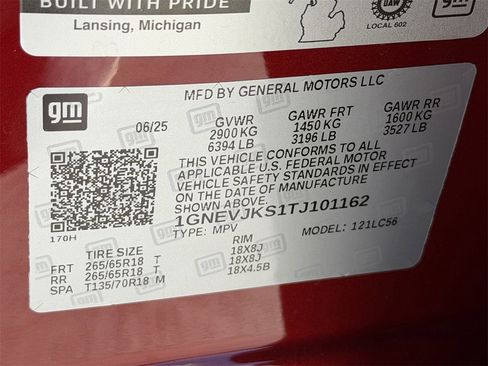 BUILT WITH PRIDE
Lansing, Michigan
UAW
LOCAL 602
gm
MFD BY GENERAL MOTORS LLC
gm
06/25
GVWR GAWR FRT GAWR RR
2900 KG 1450 KG 1600 KG
6394 LB 3196 LB 3527 LB
THIS VEHICLE CONFORMS TO ALL
APPLICABLE U.S. FEDERAL MOTOR
VEHICLE SAFETY STANDARDS IN EFFECT
ON THE DATE OF MANUFACTURE
SHOWN ABOVE.
1GNEVJKS1TJ101162
170H
TYPE: MPV MODEL: 121LC56
TIRE SIZE RIM
FRT 265/65R18 T 18X8J
RR 265/65R18 T 18X8J
SPA T135/70R18 M 18X4.5B